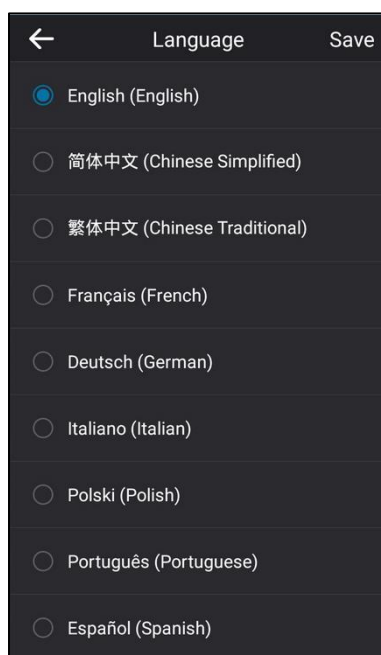 Language Save
English (English)
简体中文 (Chinese Simplified)
繁体中文 (Chinese Traditional)
Français (French)
Deutsch (German)
Italiano (Italian)
Polski (Polish)
Português (Portuguese)
Español (Spanish)